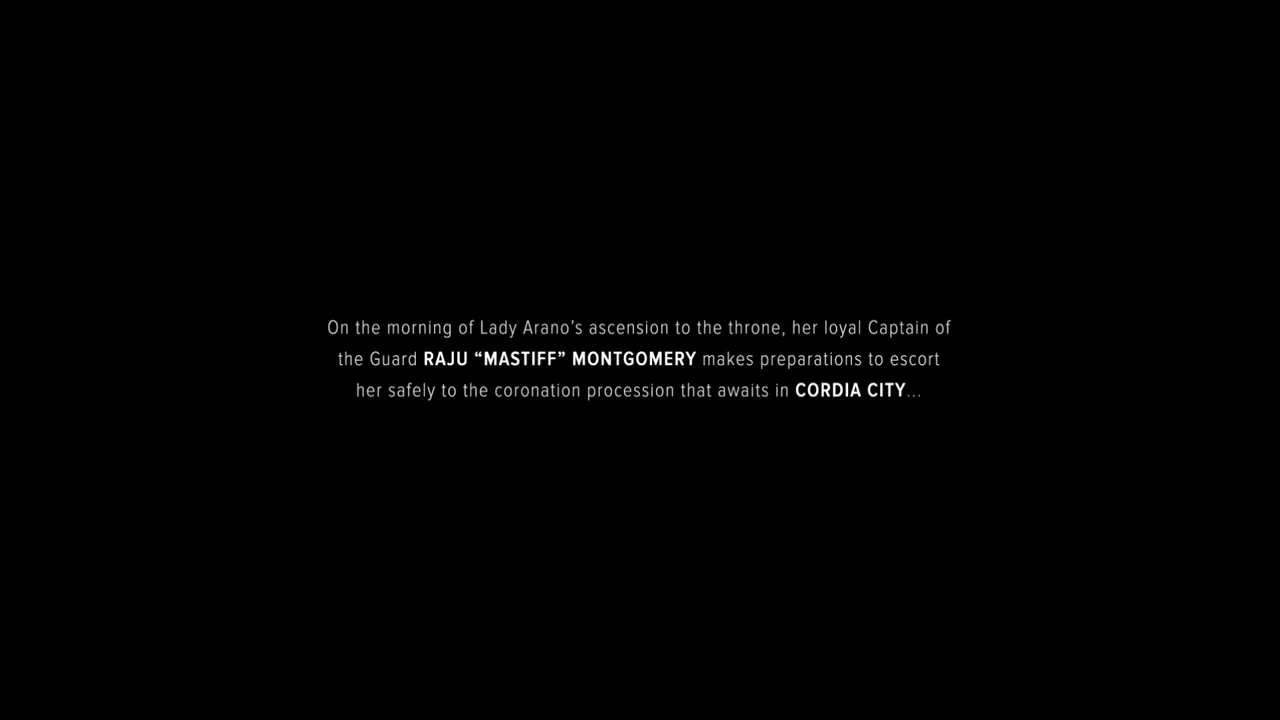 On the morning of Lady Arano’s ascension to the throne, her loyal Captain of
the Guard RAJU “MASTIFF” MONTGOMERY makes preparations to escort
her safely to the coronation procession that awaits in CORDIA CITY...